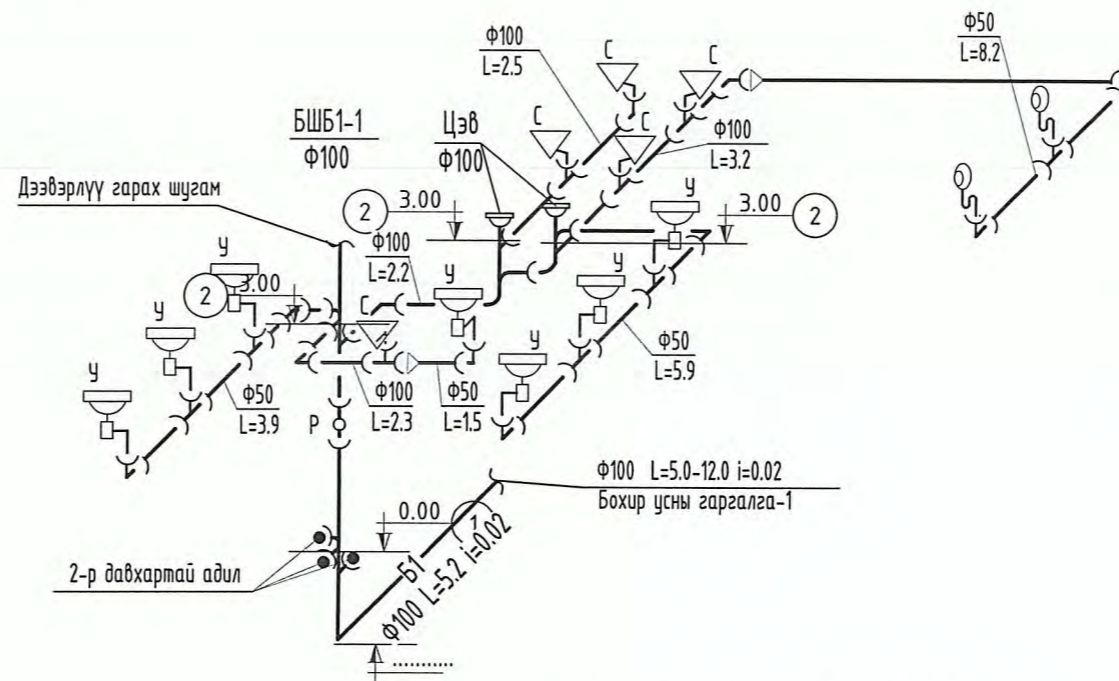 Ф100
L=2.5
С
С
Ф50
L=8.2
БШБ1-1
Ф100
Цэв
Ф100
С
С
Ф100
L=3.2
Дээвэрлүү гарах шугам
2
3.00
У
3.00
2
Ф100
L=2.2
У
У
У
2
3.00
С
У
У
У
Ф50
L=5.9
Ф50
L=3.9
Ф100
L=2.3
Ф50
L=1.5
Р
Ф100 L=5.0-12.0 i=0.02
Бохир усны гаргалга-1
0.00
1
Б1
Ф100 L=5.2 i=0.02
2-р давхартай адил
...........